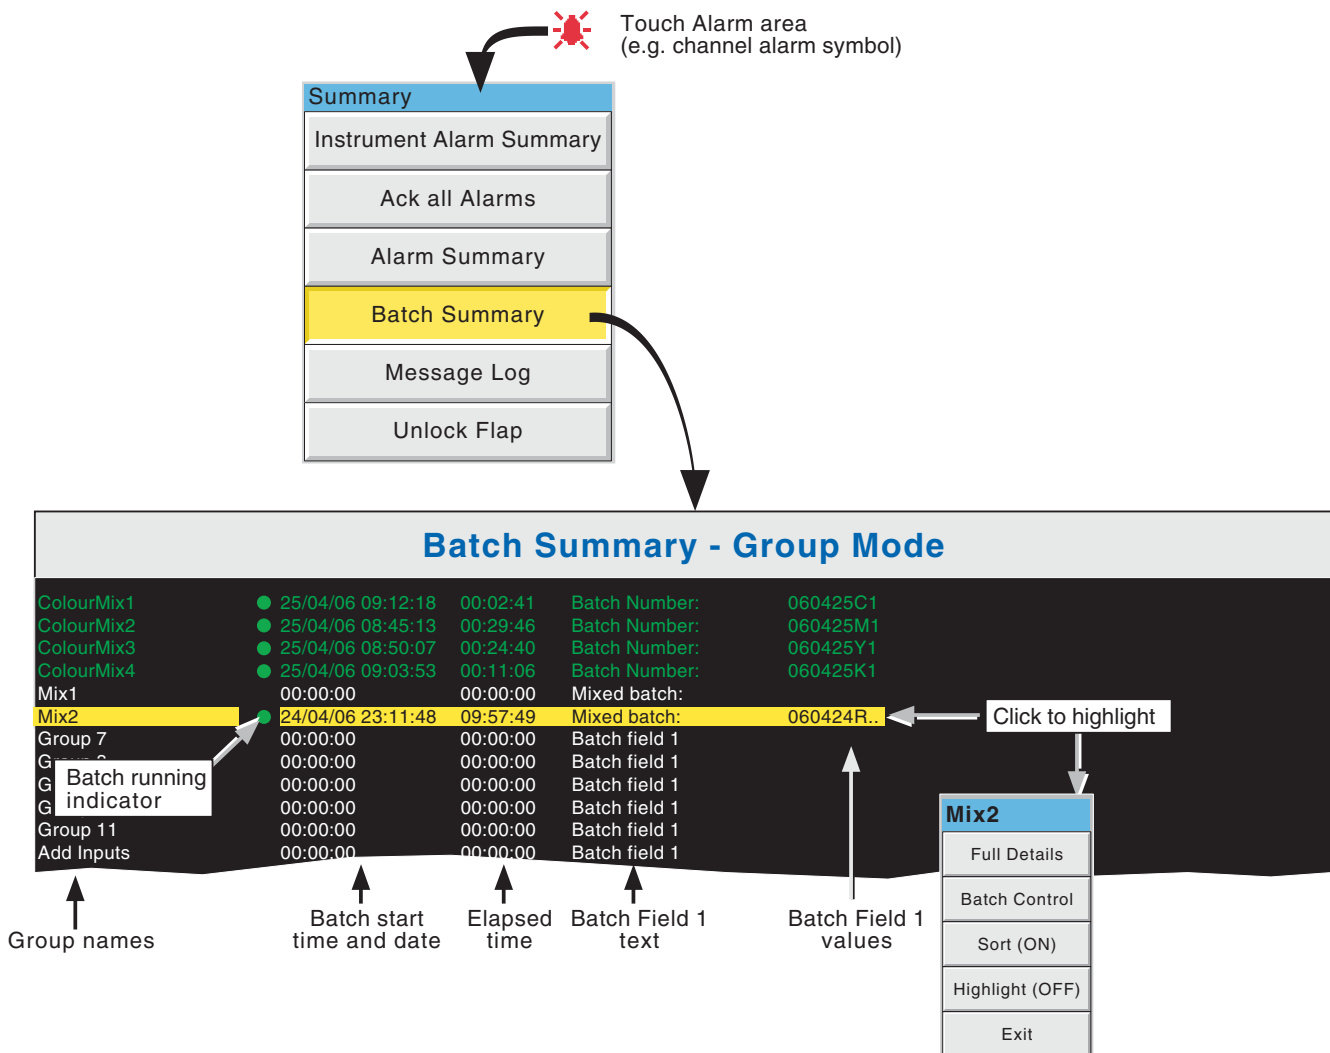 Touch Alarm area
(e.g. channel alarm symbol)
Summary
Instrument Alarm Summary
Ack all Alarms
Alarm Summary
Batch Summary
Message Log
Unlock Flap
Batch Summary - Group Mode
ColourMix1 25/04/06 09:12:18 00:02:41 Batch Number: 060425C1
ColourMix2 25/04/06 08:45:13 00:29:46 Batch Number: 060425M1
ColourMix3 25/04/06 08:50:07 00:24:40 Batch Number: 060425Y1
ColourMix4 25/04/06 09:03:53 00:11:06 Batch Number: 060425K1
Mix1 00:00:00 00:00:00 Mixed batch:
Mix2 24/04/06 23:11:48 09:57:49 Mixed batch: 060424R..
Click to highlight
Group 7 00:00:00 00:00:00 Batch field 1
00:00:00 00:00:00 Batch field 1
G 00:00:00 00:00:00 Batch field 1
G 00:00:00 00:00:00 Batch field 1
Group 11 00:00:00 00:00:00 Batch field 1
Add Inputs 00:00:00 00:00:00 Batch field 1
Batch running
indicator
Mix2
Full Details
Batch Control
Sort (ON)
Highlight (OFF)
Exit
Group names
Batch start
time and date
Elapsed
time
Batch Field 1
text
Batch Field 1
values